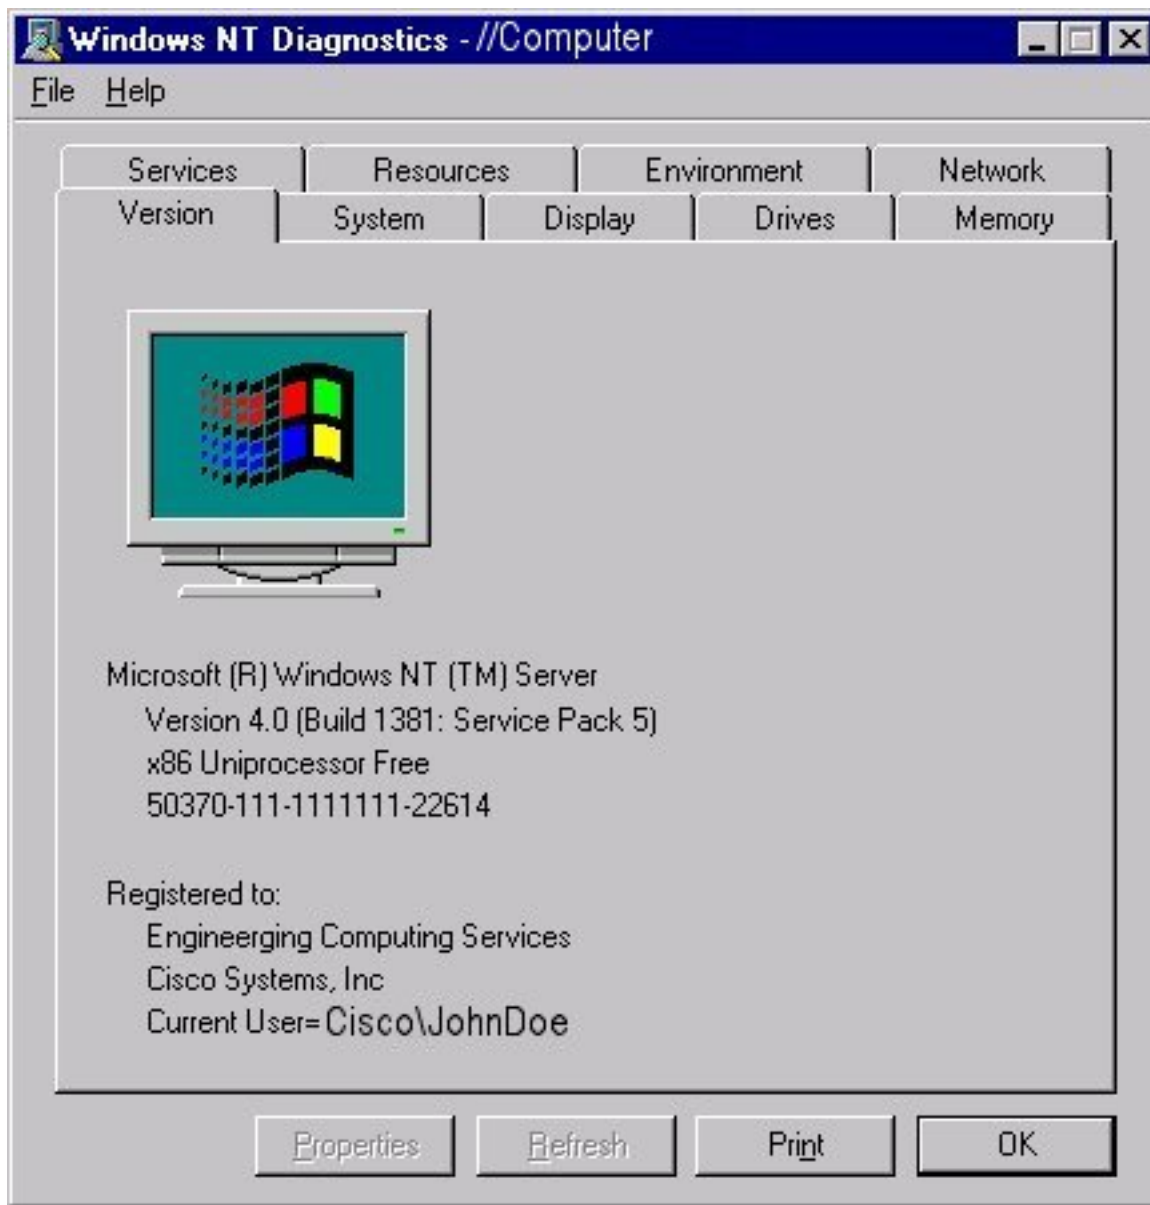 Windows NT Diagnostics - //Computer
File Help
Services Resources Environment Network
Version System Display Drives Memory
Microsoft (R) Windows NT (TM) Server
Version 4.0 (Build 1381: Service Pack 5)
x86 Uniprocessor Free
50370-111-1111111-22614
Registered to:
Engineerging Computing Services
Cisco Systems, Inc
Current User= Cisco\JohnDoe
Properties Refresh Print OK